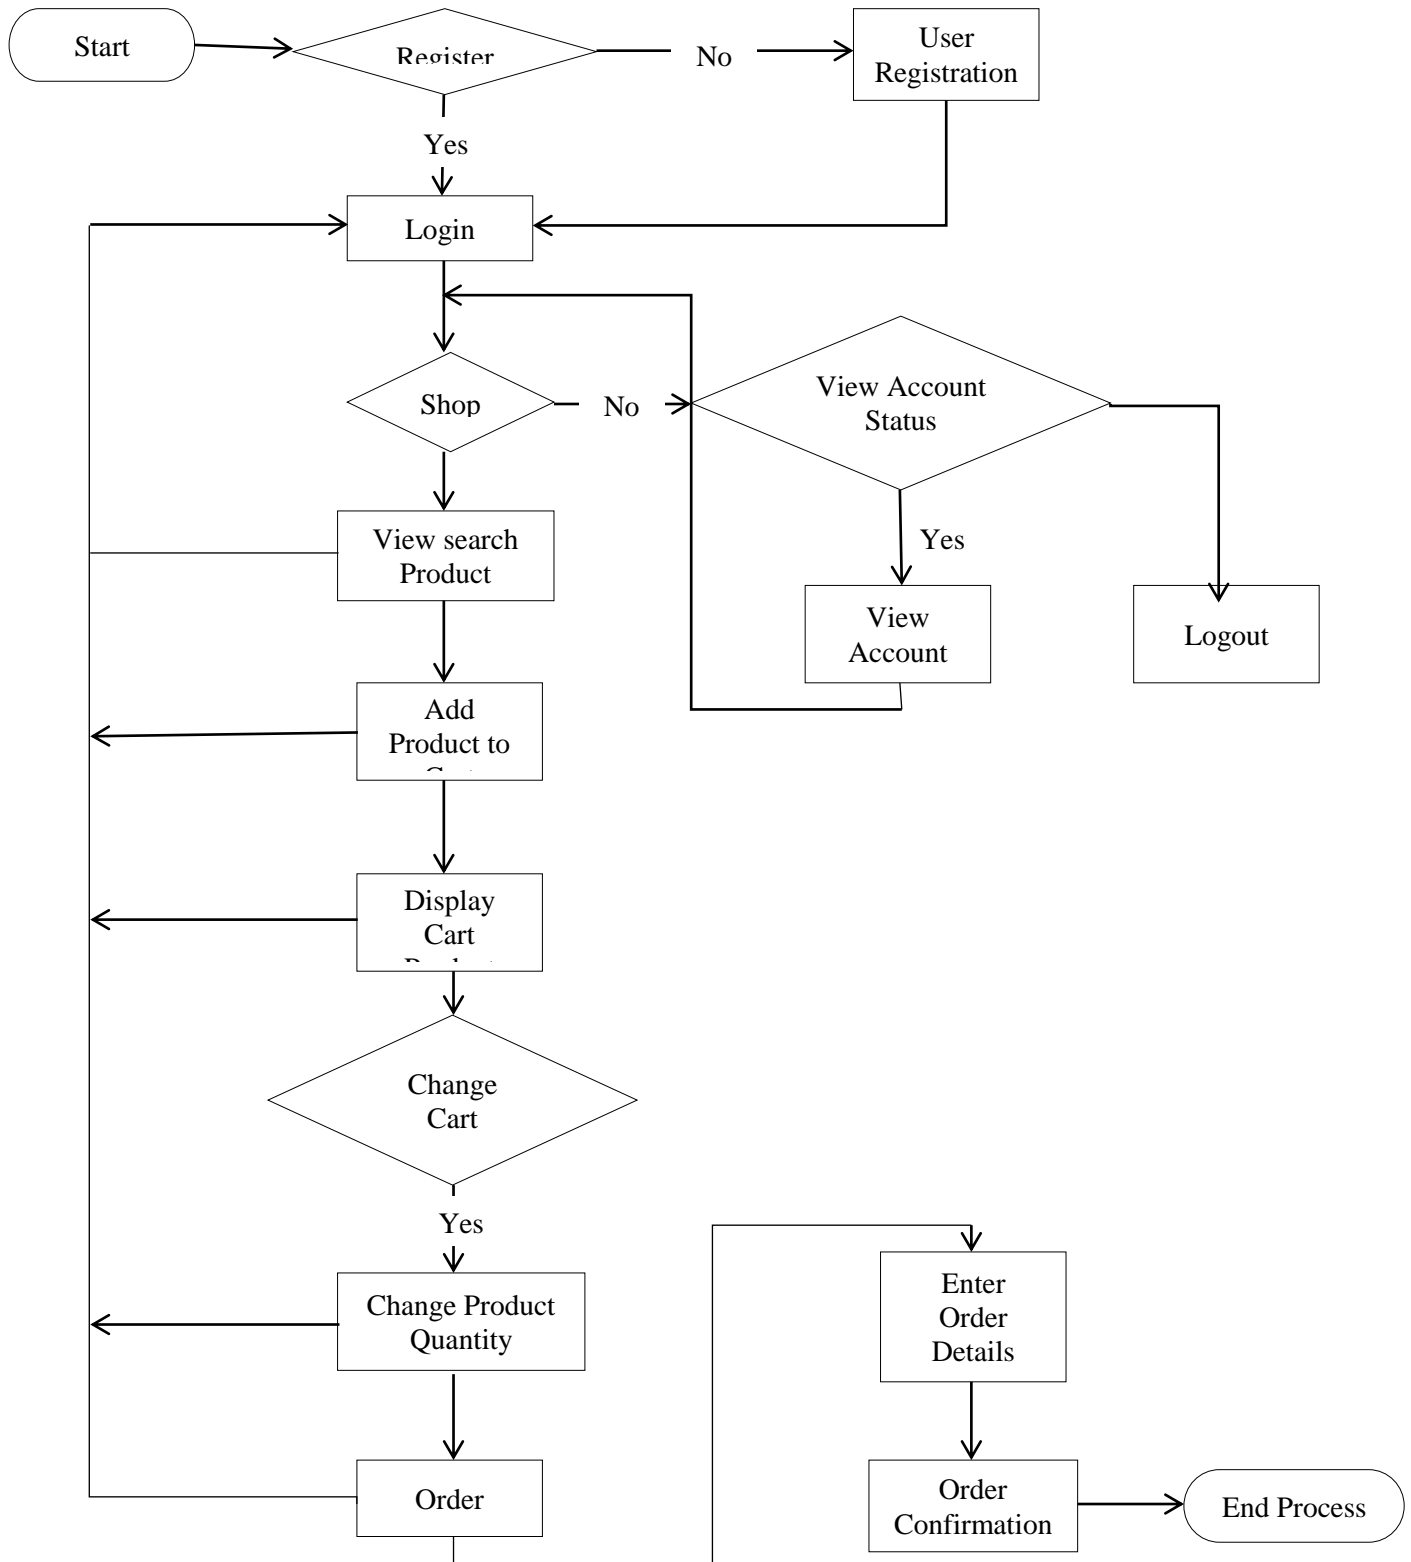 Start
Register
No
User
Registration
Yes
Login
Shop
No
View Account
Status
View search
Product
Yes
View
Account
Logout
Add
Product to
Display
Cart
Change
Cart
Yes
Change Product
Quantity
Enter
Order
Details
Order
Order
Confirmation
End Process